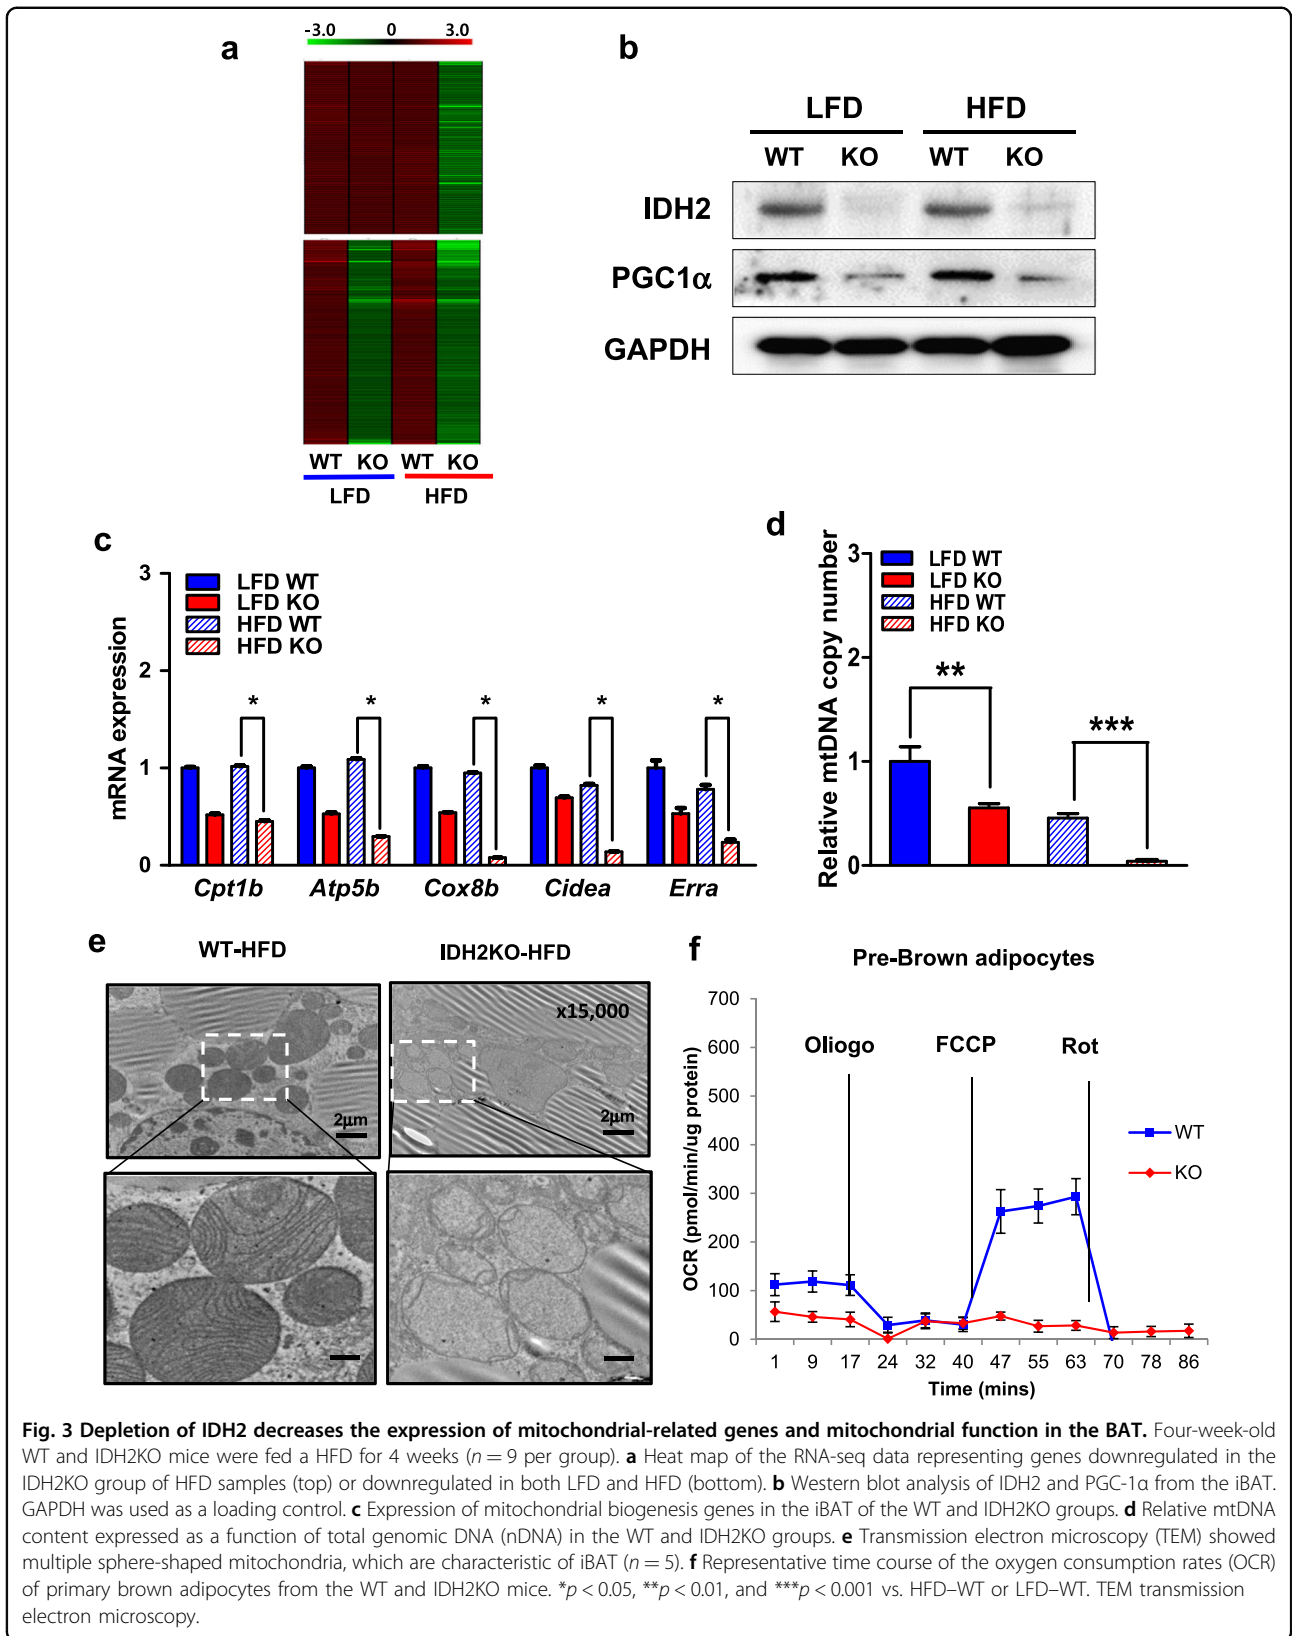 a
-3.0 0 3.0
WT KO WT KO
LFD HFD
b
LFD HFD
WT KO WT KO
IDH2
PGC1α
GAPDH
c
mRNA expression
3
2
1
0
LFD WT
LFD KO
HFD WT
HFD KO
* * * * *
Cpt1b Atp5b Cox8b Cidea Erra
d
Relative mtDNA copy number
3
2
1
0
LFD WT
LFD KO
HFD WT
HFD KO
**
***
e
WT-HFD IDH2KO-HFD
x15,000
2μm 2μm
f
Pre-Brown adipocytes
OCR (pmol/min/ug protein)
700
600
500
400
300
200
100
0
Oliogo FCCP Rot
WT
KO
1 9 17 24 32 40 47 55 63 70 78 86
Time (mins)
Fig. 3 Depletion of IDH2 decreases the expression of mitochondrial-related genes and mitochondrial function in the BAT. Four-week-old
WT and IDH2KO mice were fed a HFD for 4 weeks (n = 9 per group). a Heat map of the RNA-seq data representing genes downregulated in the
IDH2KO group of HFD samples (top) or downregulated in both LFD and HFD (bottom). b Western blot analysis of IDH2 and PGC-1α from the iBAT.
GAPDH was used as a loading control. c Expression of mitochondrial biogenesis genes in the iBAT of the WT and IDH2KO groups. d Relative mtDNA
content expressed as a function of total genomic DNA (nDNA) in the WT and IDH2KO groups. e Transmission electron microscopy (TEM) showed
multiple sphere-shaped mitochondria, which are characteristic of iBAT (n = 5). f Representative time course of the oxygen consumption rates (OCR)
of primary brown adipocytes from the WT and IDH2KO mice. *p < 0.05, **p < 0.01, and ***p < 0.001 vs. HFD–WT or LFD–WT. TEM transmission
electron microscopy.